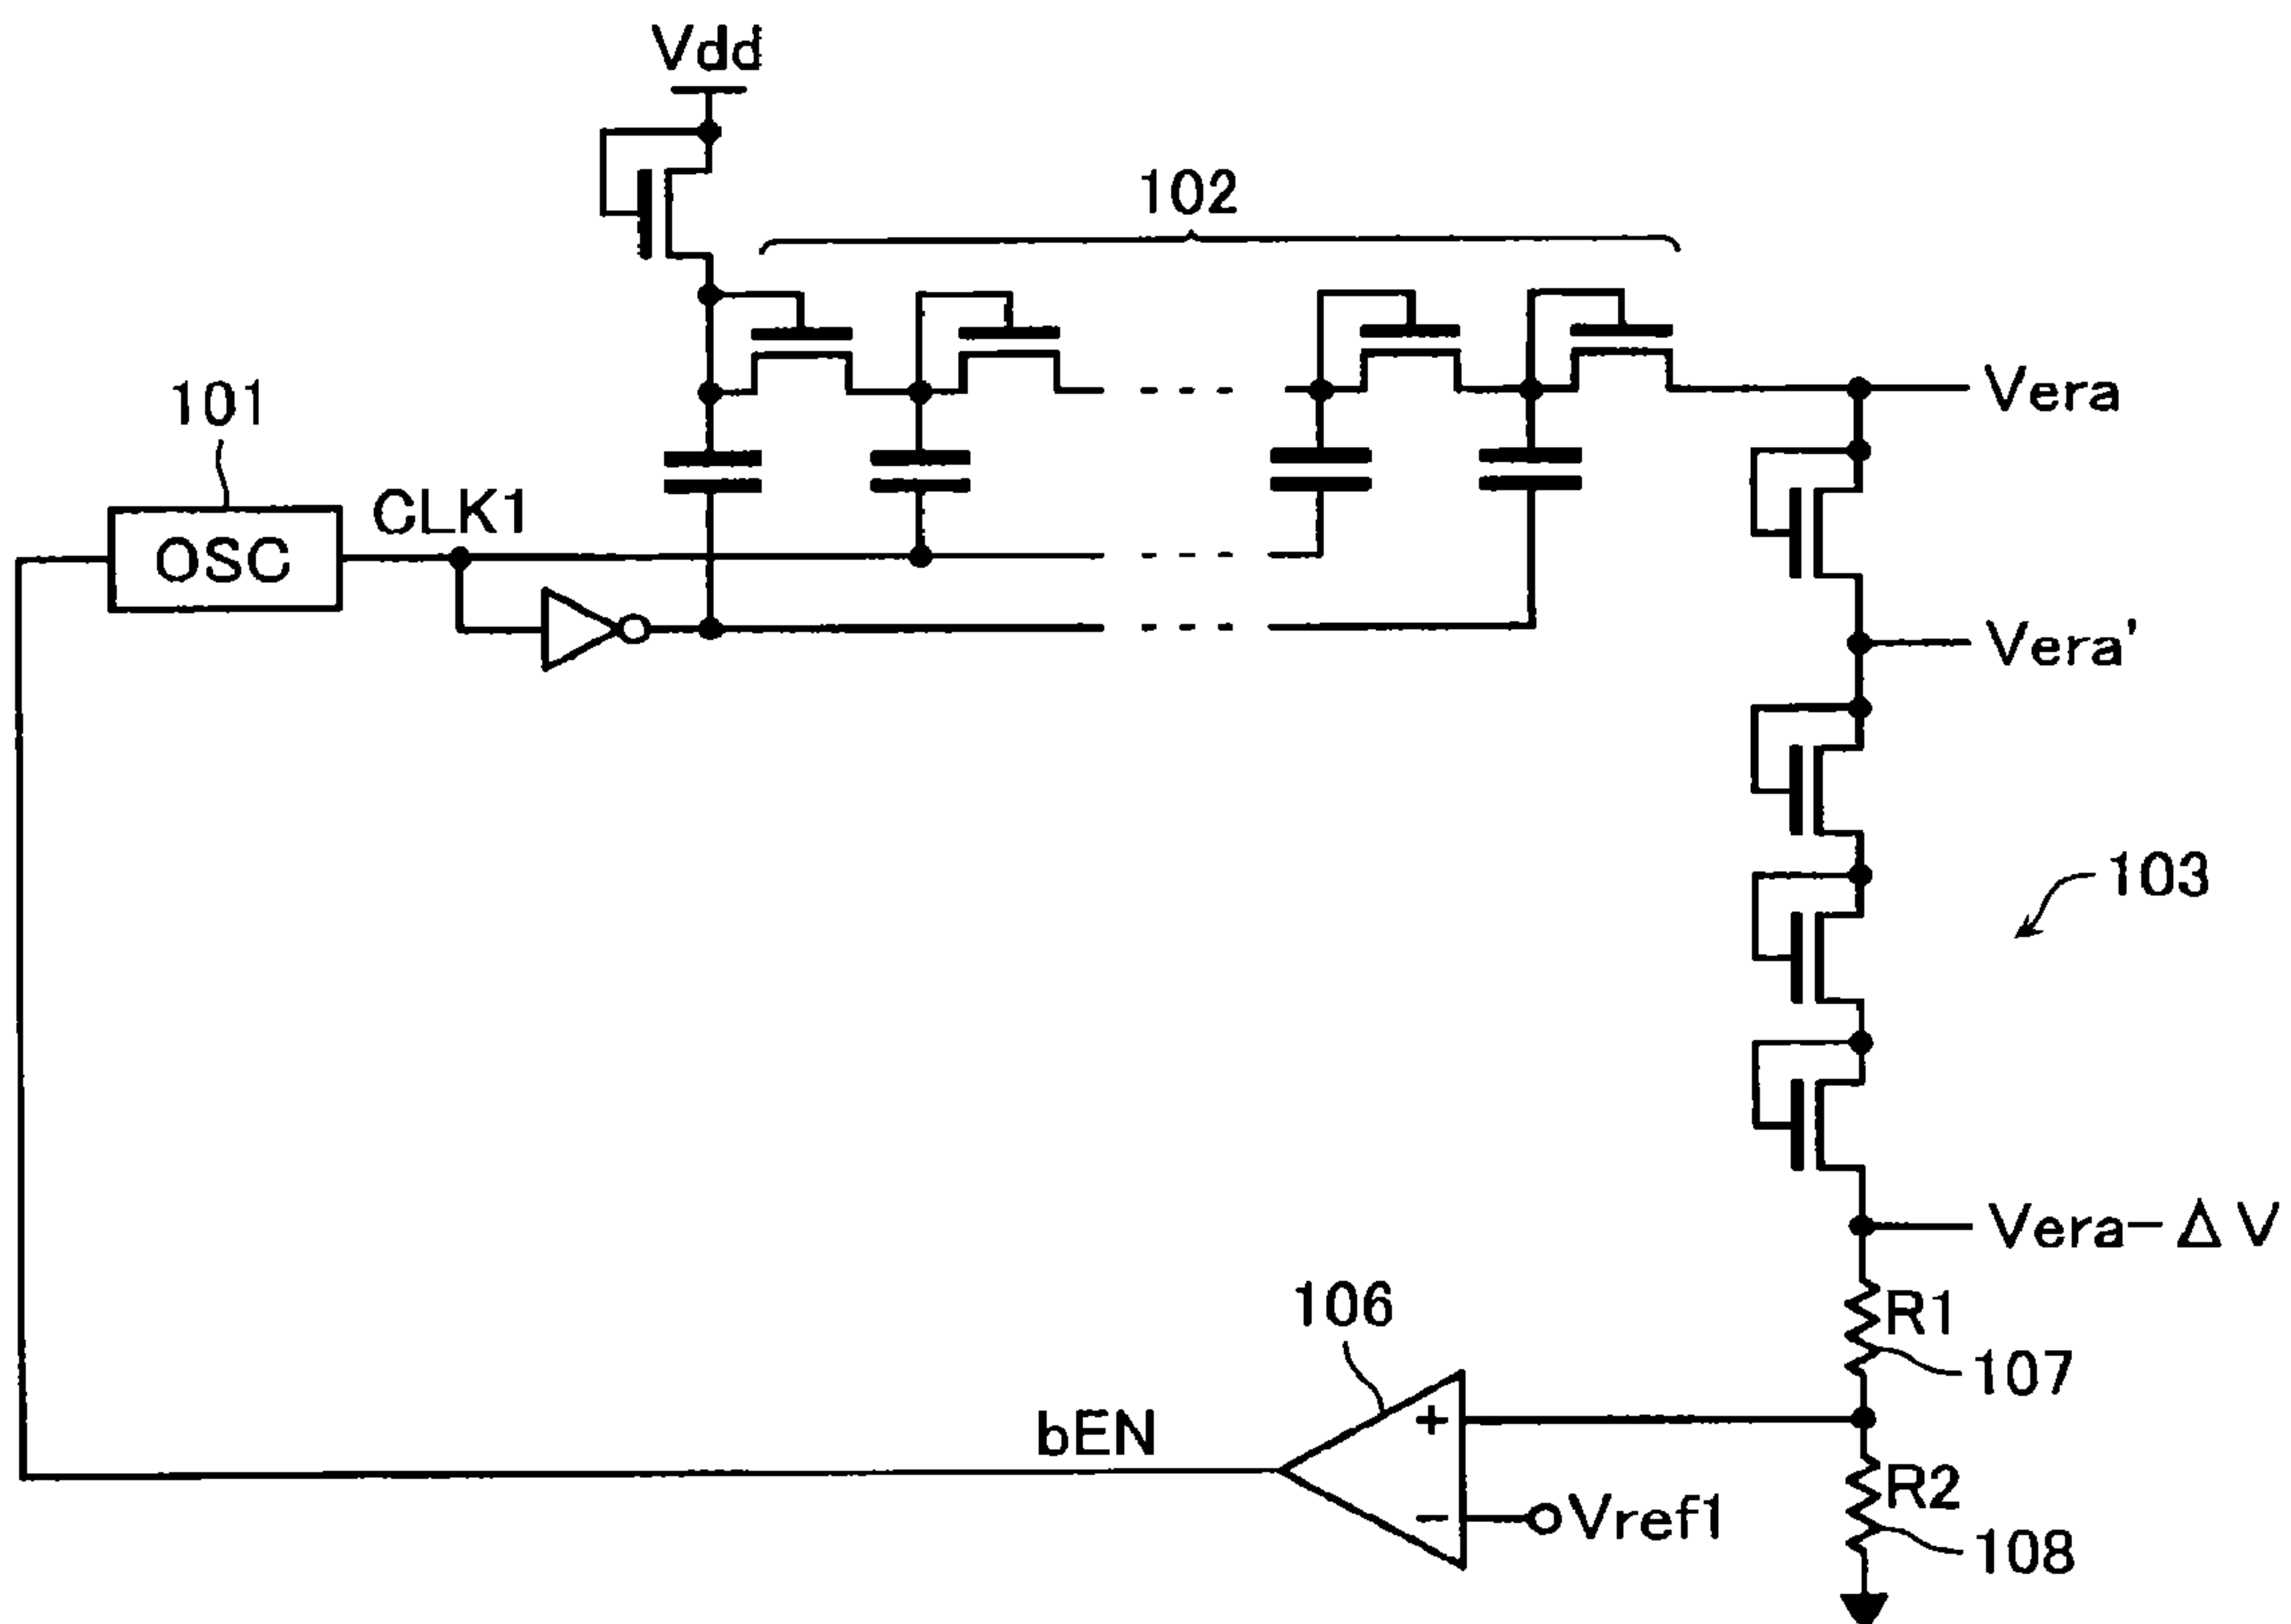 Vdd
102
101
CLK1
OSC
Vera
Vera'
103
Vera-ΔV
R1
107
106
+
bEN
- Vref1
R2
108